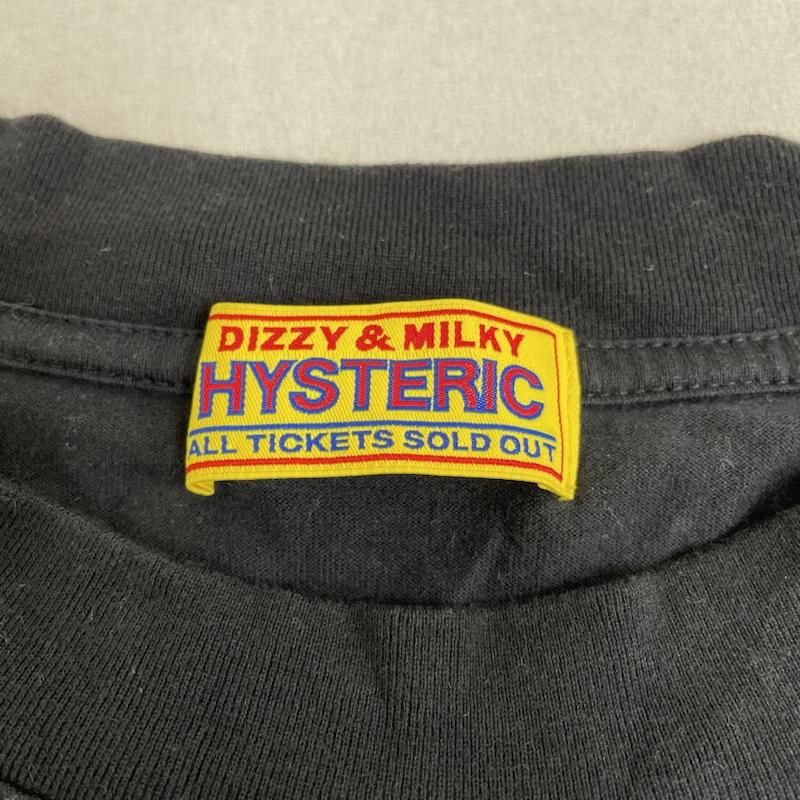 DIZZY & MILKY
HYSTERIC
ALL TICKETS SOLD OUT